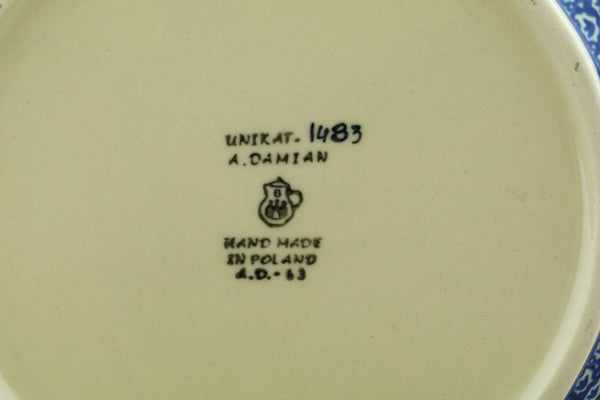 UNIKAT. 1483
A. DAMIAN
B
HAND MADE
IN POLAND
A.D.- 63